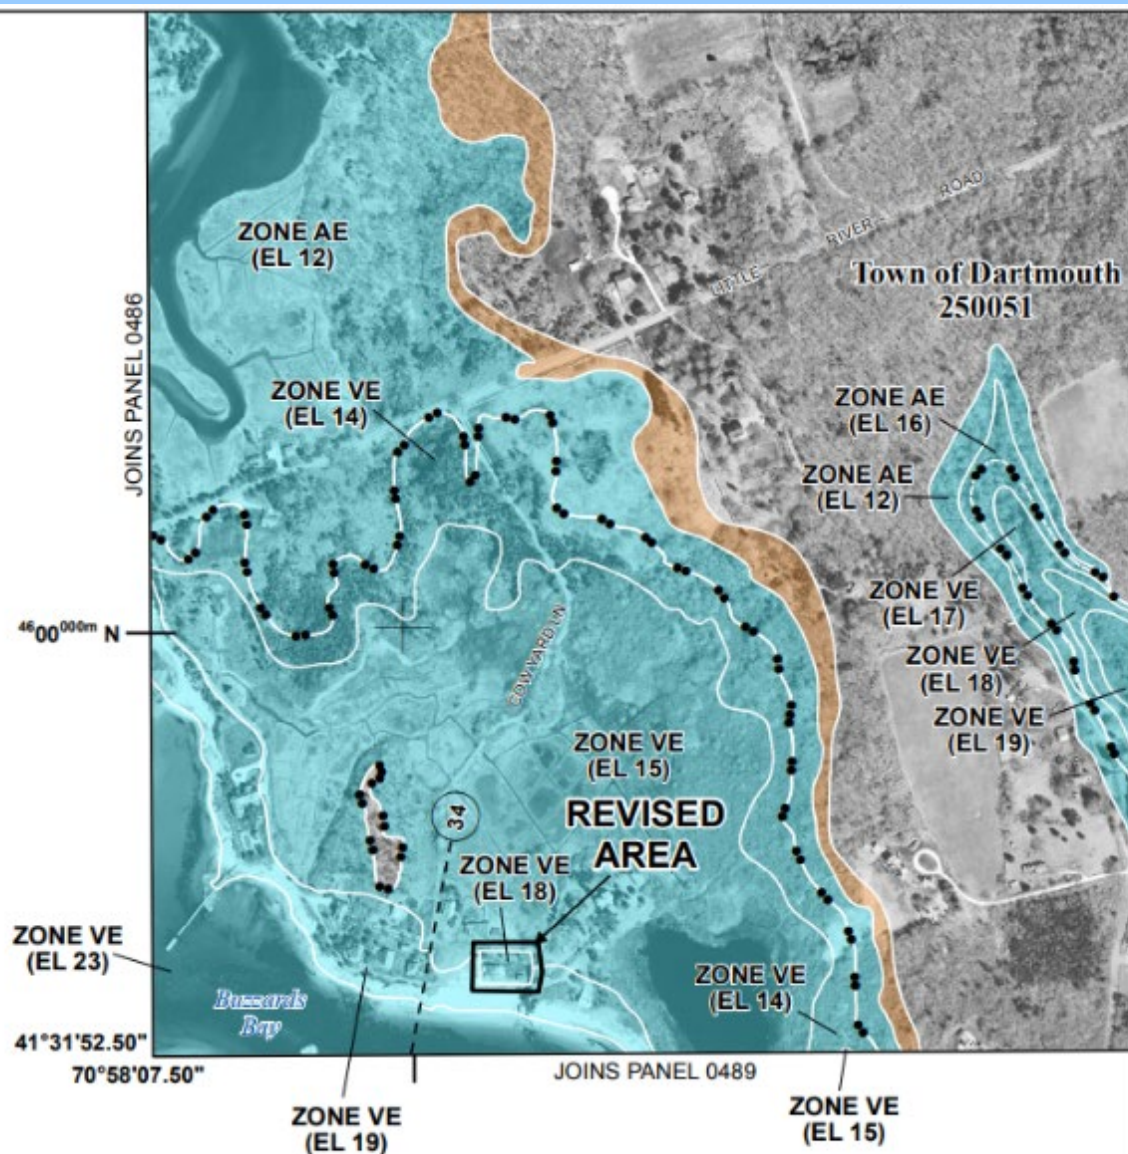 ZONE AE
(EL 12)
LITTLE RIVER ROAD
Town of Dartmouth
250051
JOINS PANEL 0486
ZONE VE
(EL 14)
ZONE AE
(EL 16)
ZONE AE
(EL 12)
ZONE VE
(EL 17)
4600000m N
COW YARD LN
ZONE VE
(EL 18)
ZONE VE
(EL 19)
ZONE VE
(EL 15)
REVISED
AREA
34
ZONE VE
(EL 18)
ZONE VE
(EL 23)
ZONE VE
(EL 14)
Buzzards
Bay
41°31'52.50"
70°58'07.50"
JOINS PANEL 0489
ZONE VE
(EL 19)
ZONE VE
(EL 15)